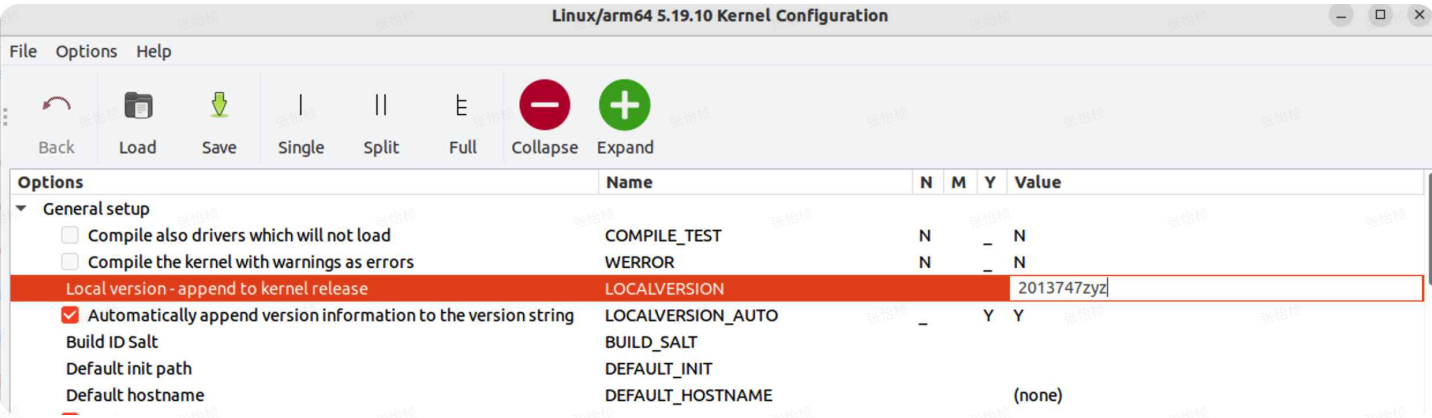 Linux/arm64 5.19.10 Kernel Configuration
File Options Help
Back Load Save Single Split Full Collapse Expand
Options Name N M Y Value
General setup
Compile also drivers which will not load COMPILE_TEST N _ N
Compile the kernel with warnings as errors WERROR N _ N
Local version - append to kernel release LOCALVERSION 2013747zyz
Automatically append version information to the version string LOCALVERSION_AUTO _ Y Y
Build ID Salt BUILD_SALT
Default init path DEFAULT_INIT
Default hostname DEFAULT_HOSTNAME (none)